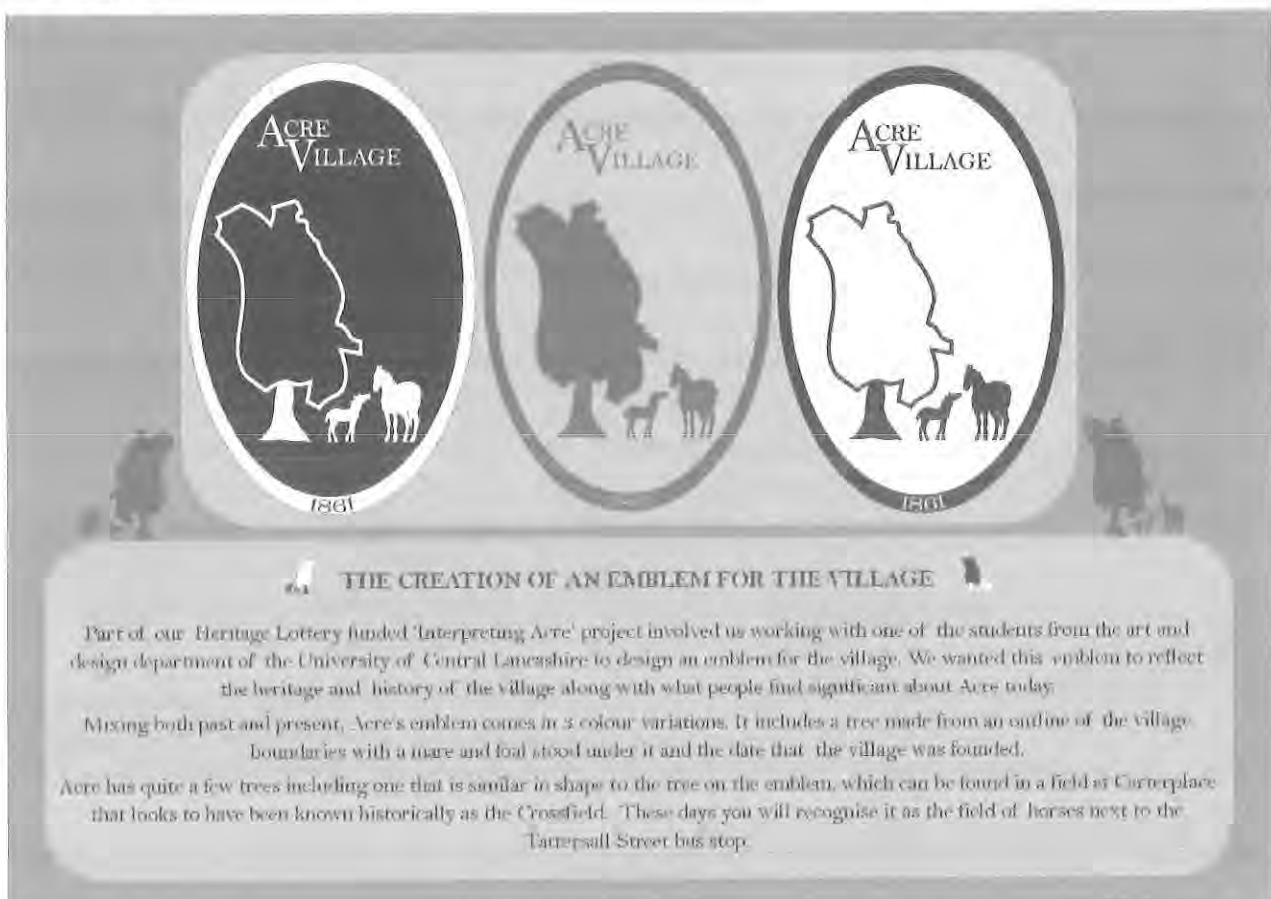 ACRE
VILLAGE
1861
ACRE
VILLAGE
ACRE
VILLAGE
1861
THE CREATION OF AN EMBLEM FOR THE VILLAGE
Part of our Heritage Lottery funded 'Interpreting Acre' project involved us working with one of the students from the art and
design department of the University of Central Lancashire to design an emblem for the village. We wanted this emblem to reflect
the heritage and history of the village along with what people find significant about Acre today.
Mixing both past and present, Acre's emblem comes in 3 colour variations. It includes a tree made from an outline of the village
boundaries with a mare and foal stood under it and the date that the village was founded.
Acre has quite a few trees including one that is similar in shape to the tree on the emblem, which can be found in a field at Carterplace
that looks to have been known historically as the Crossfield. These days you will recognise it as the field of horses next to the
Tattersall Street bus stop.